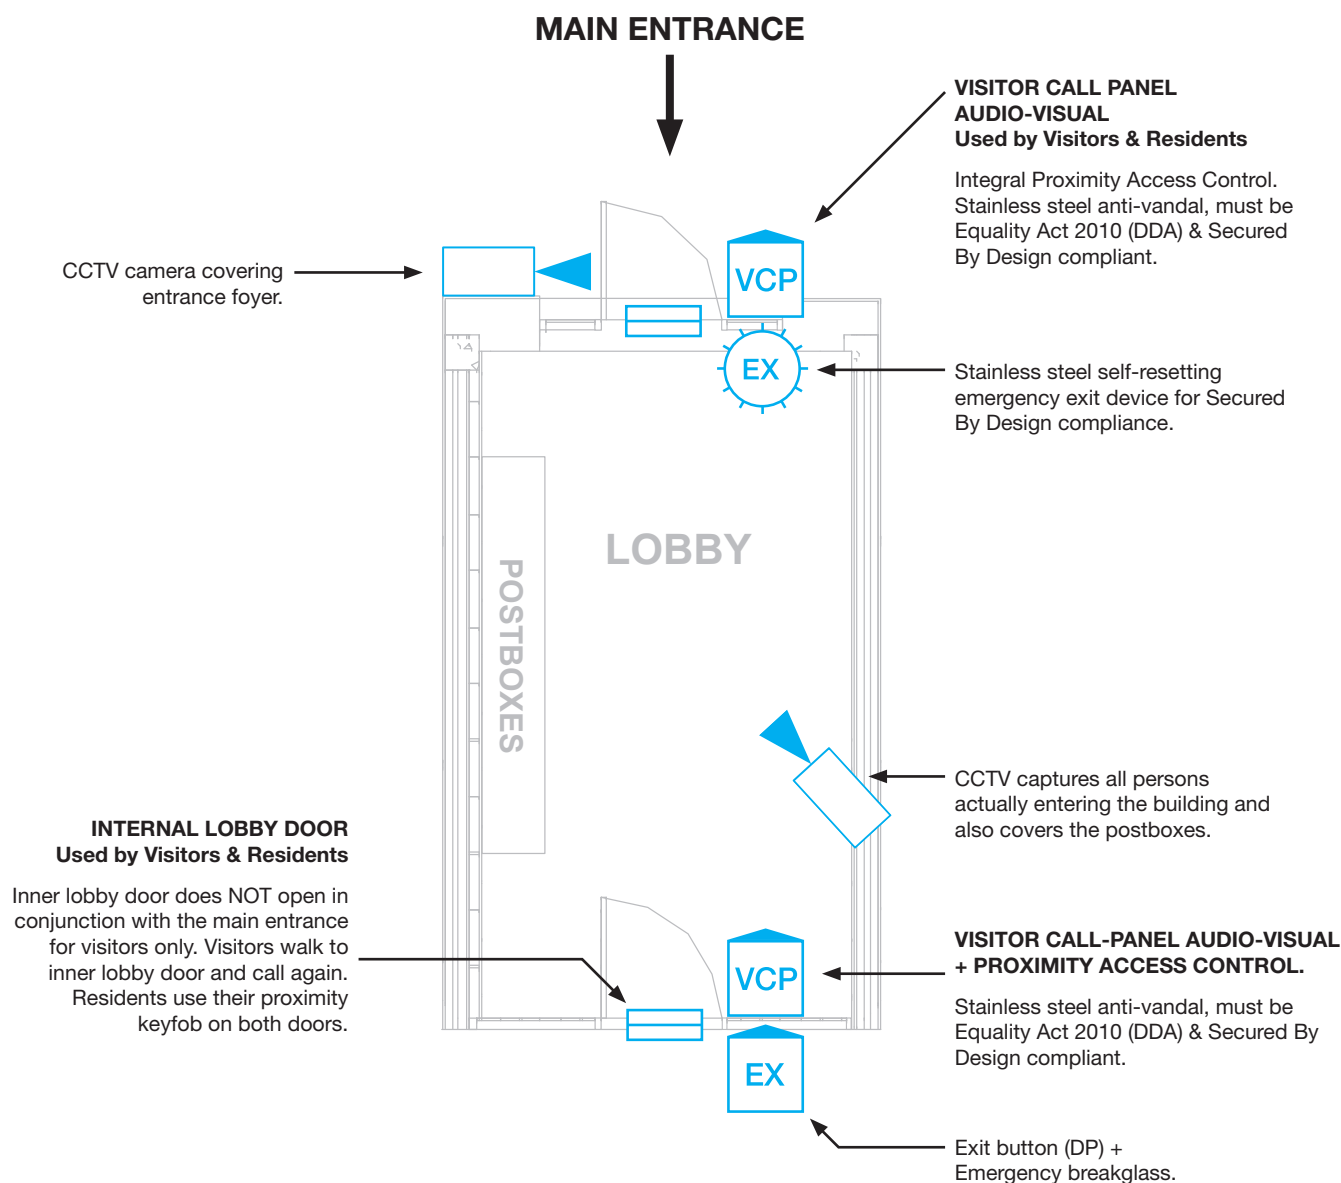 MAIN ENTRANCE
VISITOR CALL PANEL
AUDIO-VISUAL
Used by Visitors & Residents
Integral Proximity Access Control.
Stainless steel anti-vandal, must be
Equality Act 2010 (DDA) & Secured
By Design compliant.
CCTV camera covering
entrance foyer.
VCP
EX
Stainless steel self-resetting
emergency exit device for Secured
By Design compliance.
LOBBY
POSTBOXES
CCTV captures all persons
actually entering the building and
also covers the postboxes.
INTERNAL LOBBY DOOR
Used by Visitors & Residents
Inner lobby door does NOT open in
conjunction with the main entrance
for visitors only. Visitors walk to
inner lobby door and call again.
Residents use their proximity
keyfob on both doors.
VCP
VISITOR CALL-PANEL AUDIO-VISUAL
+ PROXIMITY ACCESS CONTROL.
Stainless steel anti-vandal, must be
Equality Act 2010 (DDA) & Secured By
Design compliant.
EX
Exit button (DP) +
Emergency breakglass.